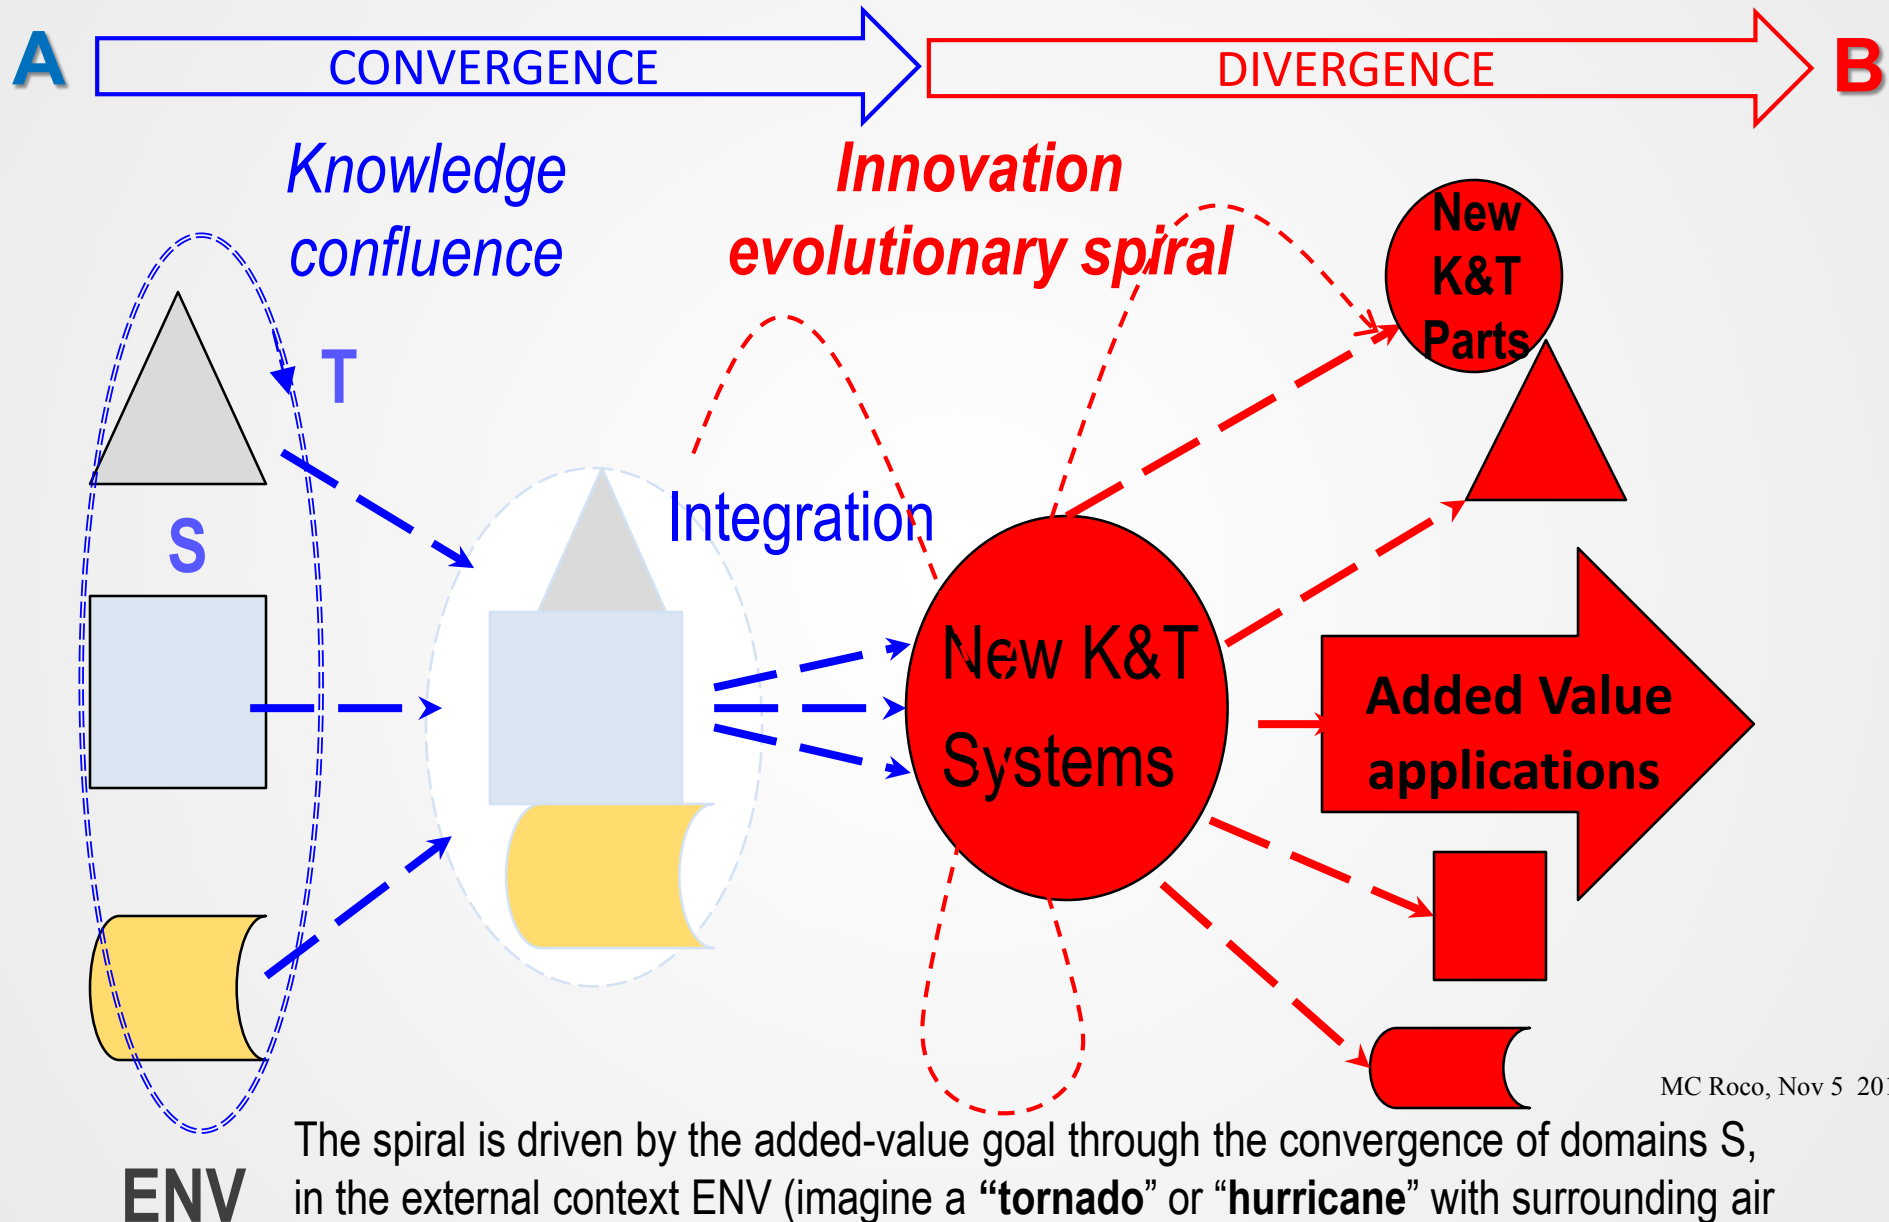 A
CONVERGENCE
DIVERGENCE
B
Knowledge
confluence
Innovation
evolutionary spiral
New
K&T
Parts
T
S
Integration
New K&T
Systems
Added Value
applications
MC Roco, Nov 5 201
The spiral is driven by the added-value goal through the convergence of domains S,
ENV
in the external context ENV (imagine a “tornado” or “hurricane” with surrounding air